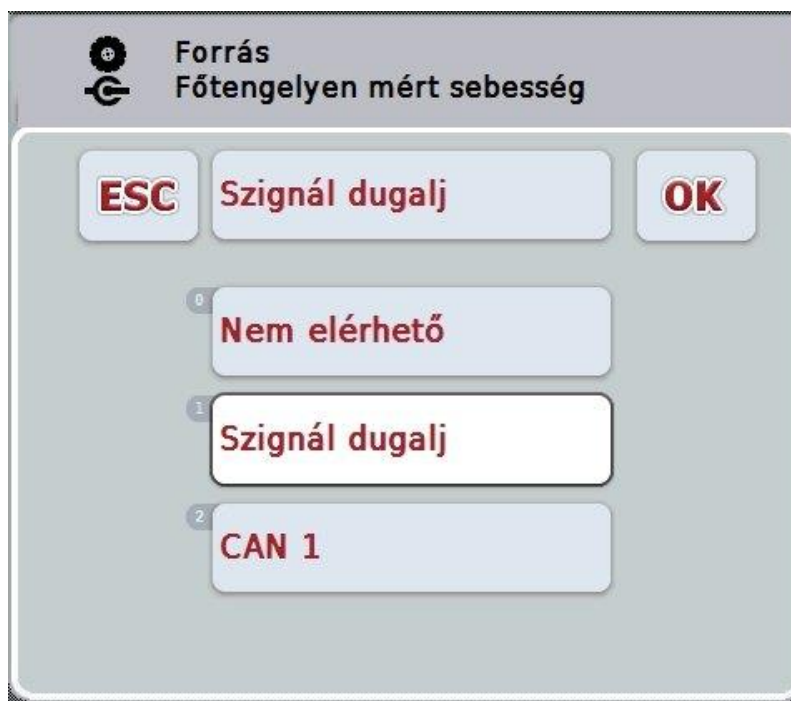 Forrás
Főtengelyen mért sebesség
ESC Szignál dugalj OK
0
Nem elérhető
1
Szignál dugalj
2
CAN 1